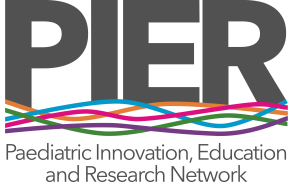 PIER
Paediatric Innovation, Education
and Research Network